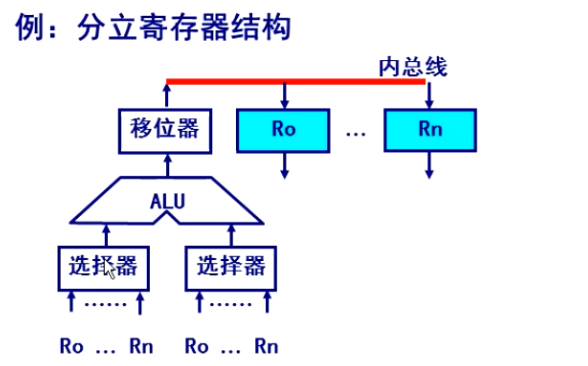 例：分立寄存器结构
内总线
移位器
Ro ... Rn
ALU
选择器 选择器
...... ......
Ro ... Rn Ro ... Rn